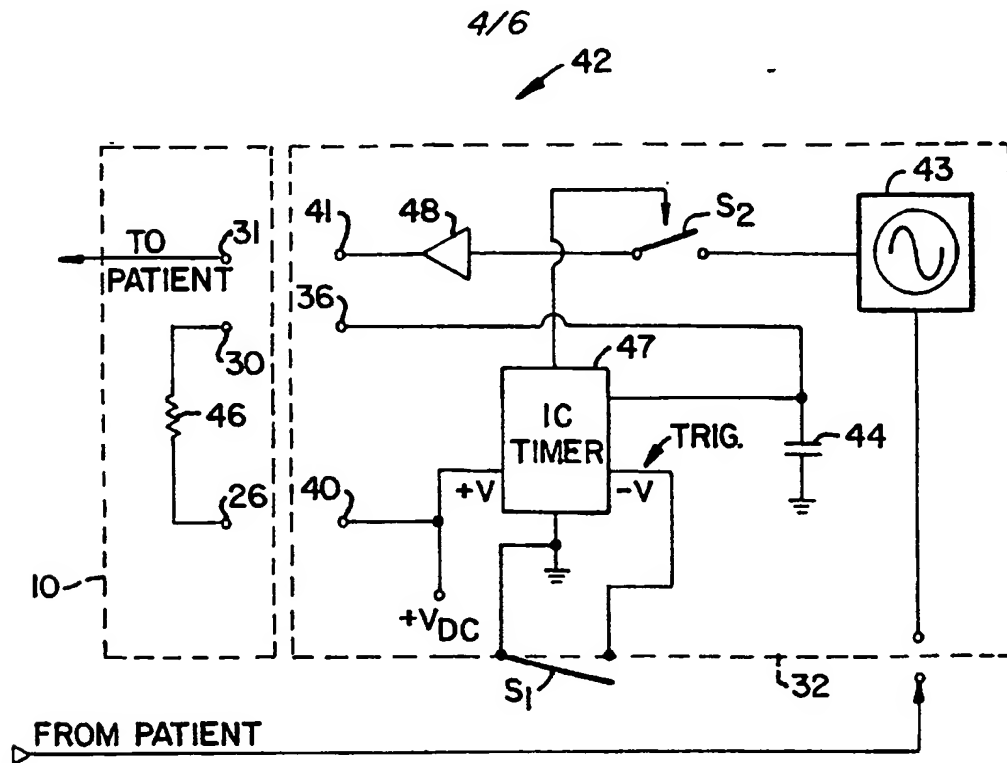 4/6
42
43
31
41
48
S2
TO
PATIENT
36
30
47
46
IC
TIMER
TRIG.
44
+V
-V
26
40
10
+VDC
S1
32
FROM PATIENT